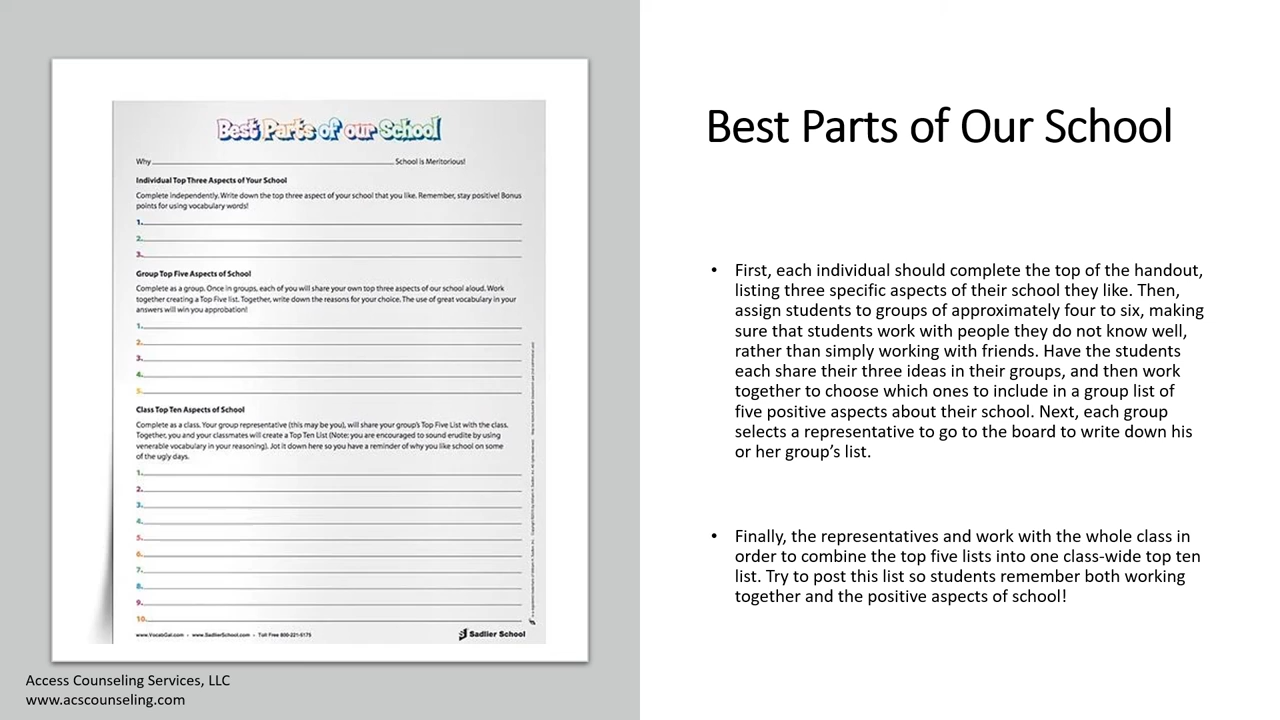 Best Parts of our School
Why School is Meritorious!
Individual Top Three Aspects of Your School
Complete independently. Write down the top three aspect of your school that you like. Remember, stay positive! Bonus
points for using vocabulary words!
1.
2.
3.
Group Top Five Aspects of School
Complete as a group. Once in groups, each of you will share your own top three aspects of our school aloud. Work
together creating a Top Five list. Together, write down the reasons for your choice. The use of great vocabulary in your
answers will win you approbation!
1.
2.
3.
4.
5.
Class Top Ten Aspects of School
Complete as a class. Your group representative (this may be you), will share your group's Top Five List with the class.
Together, you and your classmates will create a Top Ten List (Note: you are encouraged to sound erudite by using
venerable vocabulary in your reasoning). Jot it down here so you have a reminder of why you like school on some
of the ugly days.
1.
2.
3.
4.
5.
6.
7.
8.
9.
10.
www.VocabGal.com • www.SadlierSchool.com • Toll Free 800-221-5175
Sadlier School
Access Counseling Services, LLC
www.acscounseling.com
Best Parts of Our School
• First, each individual should complete the top of the handout,
listing three specific aspects of their school they like. Then,
assign students to groups of approximately four to six, making
sure that students work with people they do not know well,
rather than simply working with friends. Have the students
each share their three ideas in their groups, and then work
together to choose which ones to include in a group list of
five positive aspects about their school. Next, each group
selects a representative to go to the board to write down his
or her group’s list.
• Finally, the representatives and work with the whole class in
order to combine the top five lists into one class-wide top ten
list. Try to post this list so students remember both working
together and the positive aspects of school!